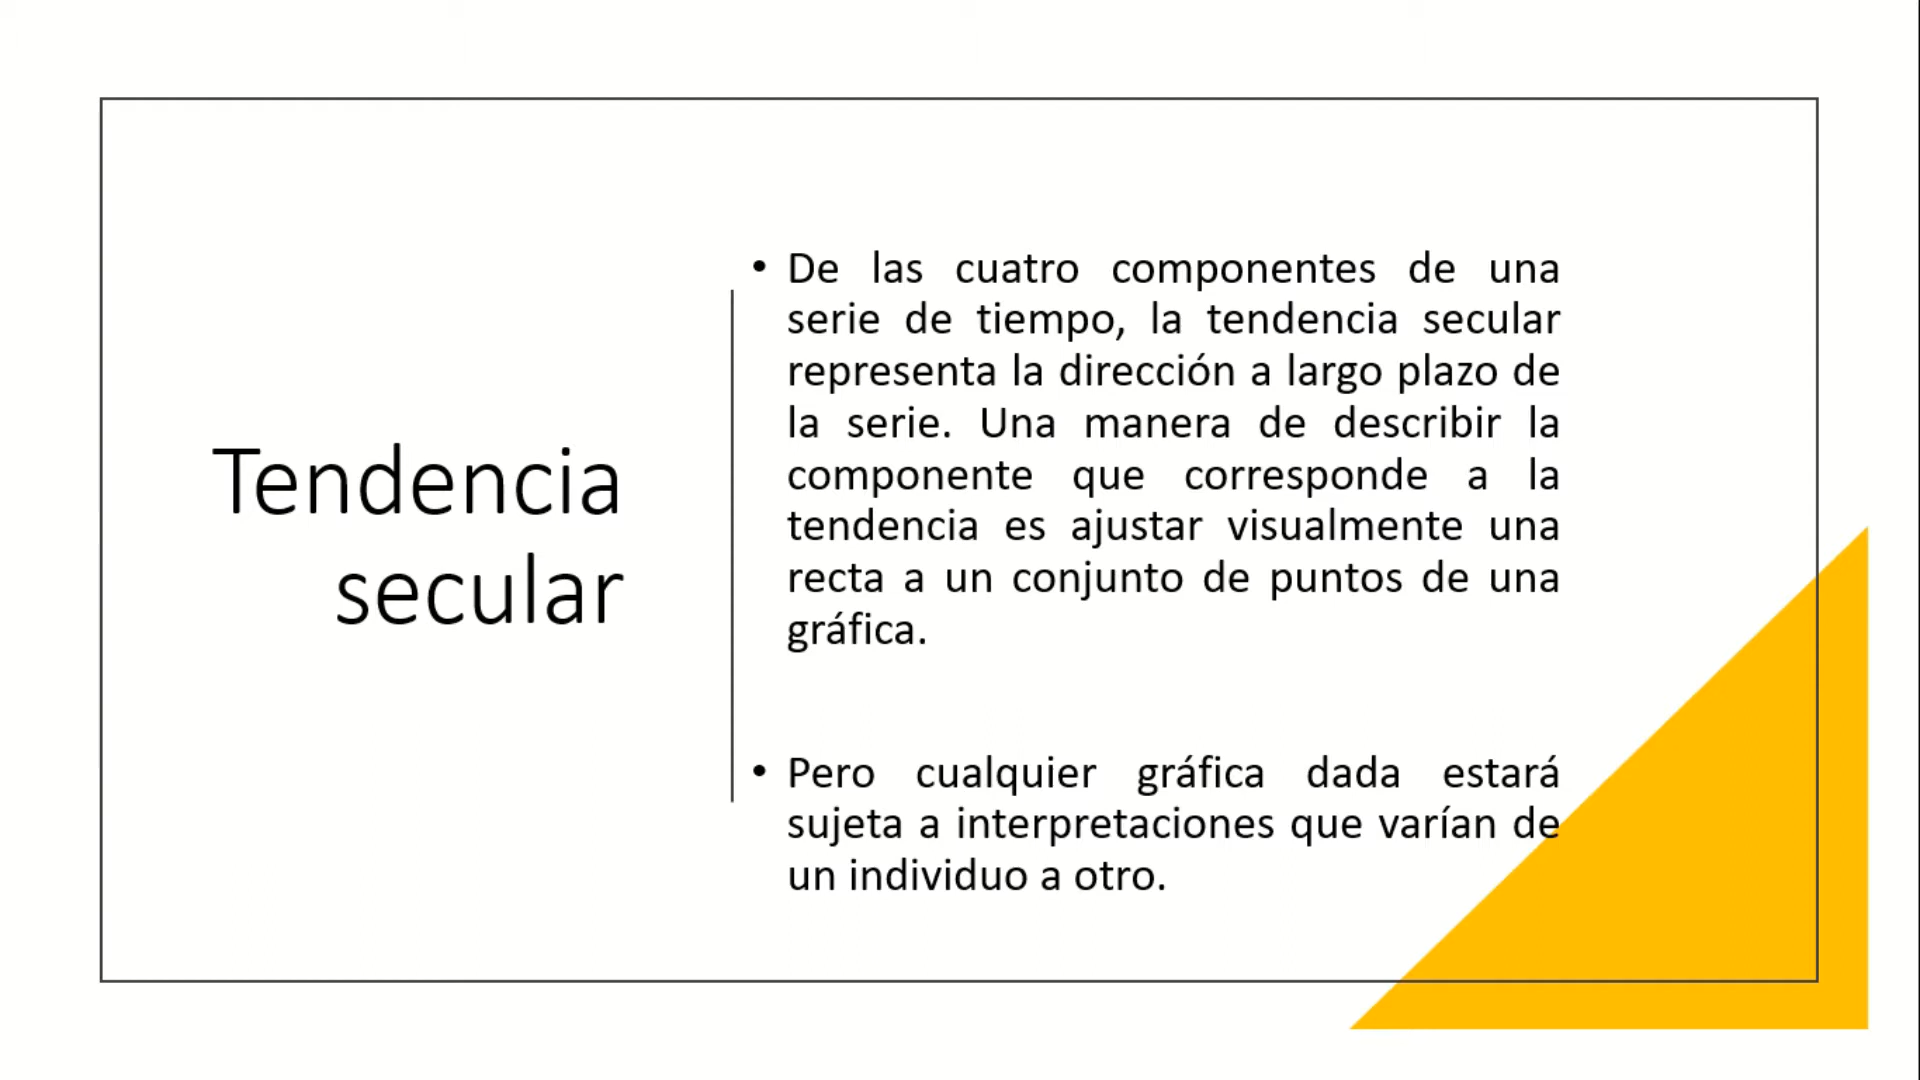 Tendencia
secular
• De las cuatro componentes de una
serie de tiempo, la tendencia secular
representa la dirección a largo plazo de
la serie. Una manera de describir la
componente que corresponde a la
tendencia es ajustar visualmente una
recta a un conjunto de puntos de una
gráfica.
• Pero cualquier gráfica dada estará
sujeta a interpretaciones que varían de
un individuo a otro.